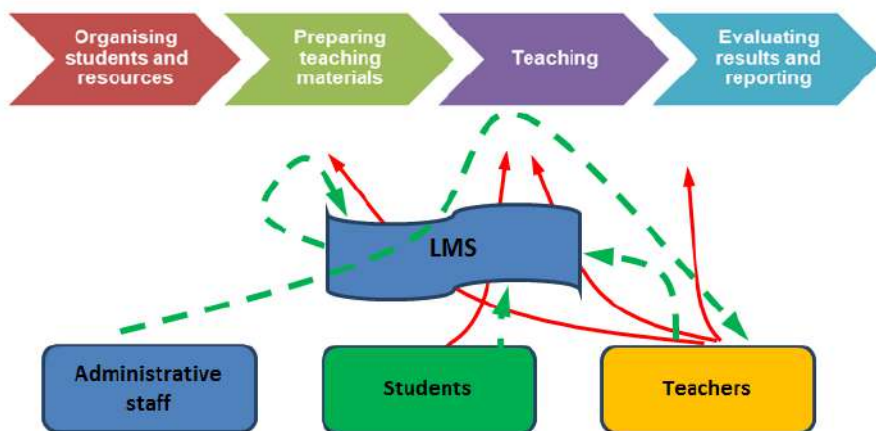 Organising
students and
resources
Preparing
teaching
materials
Teaching
Evaluating
results and
reporting
LMS
Administrative
staff
Students
Teachers